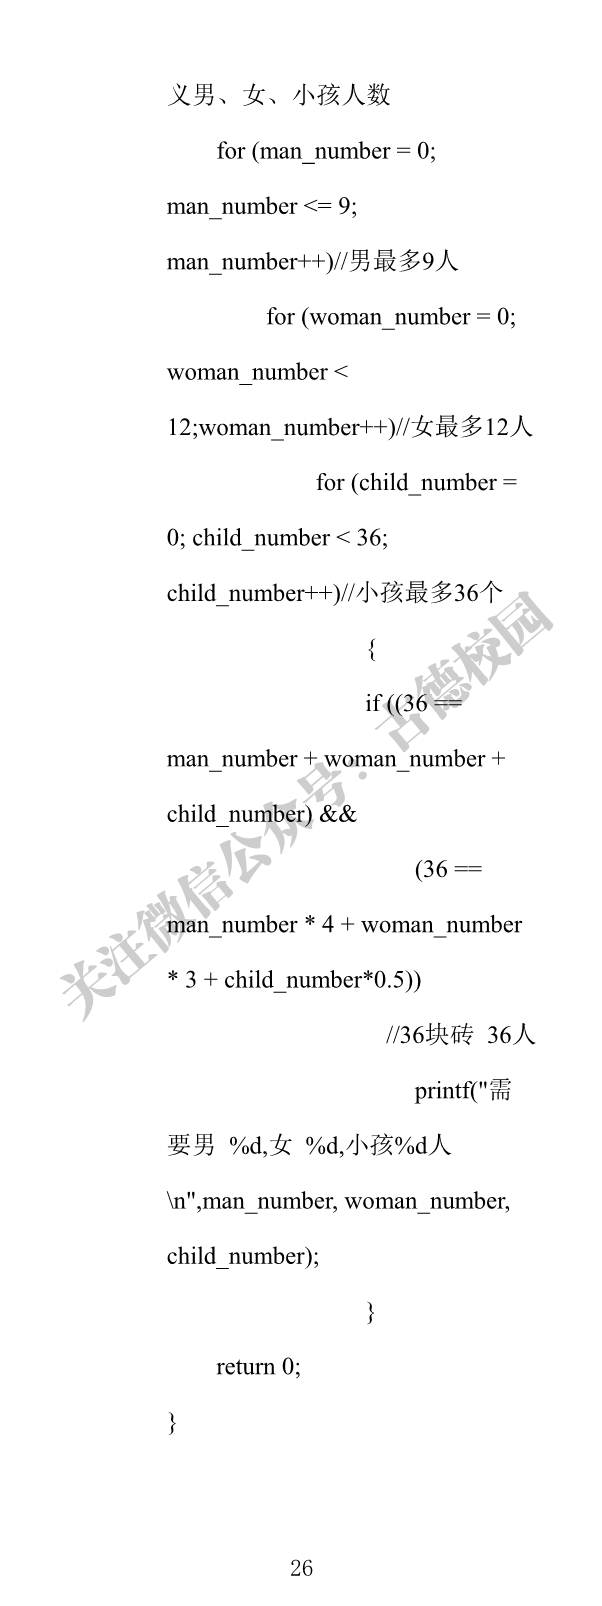 义男、女、小孩人数
for (man_number = 0;
man_number <= 9;
man_number++)//男最多9人
for (woman_number = 0;
woman_number <
12;woman_number++)//女最多12人
for (child_number =
0; child_number < 36;
child_number++)//小孩最多36个
{
if ((36 ==
man_number + woman_number +
child_number) &&
(36 ==
man_number * 4 + woman_number
* 3 + child_number*0.5))
//36块砖 36人
printf("需
要男 %d,女 %d,小孩%d人
\n",man_number, woman_number,
child_number);
}
return 0;
}
关注微信公众号：古德校园
26